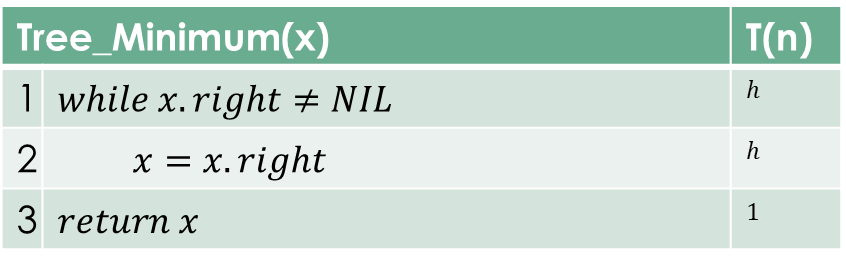 Tree_Minimum(x) T(n)
1 while x.right ≠ NIL h
2 x = x.right h
3 return x 1